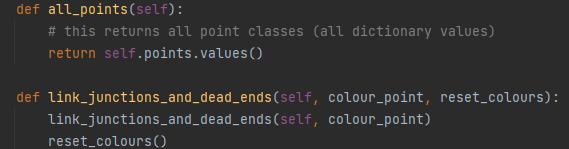 def all_points(self):
    # this returns all point classes (all dictionary values)
    return self.points.values()
def link_junctions_and_dead_ends(self, colour_point, reset_colours):
    link_junctions_and_dead_ends(self, colour_point)
    reset_colours()